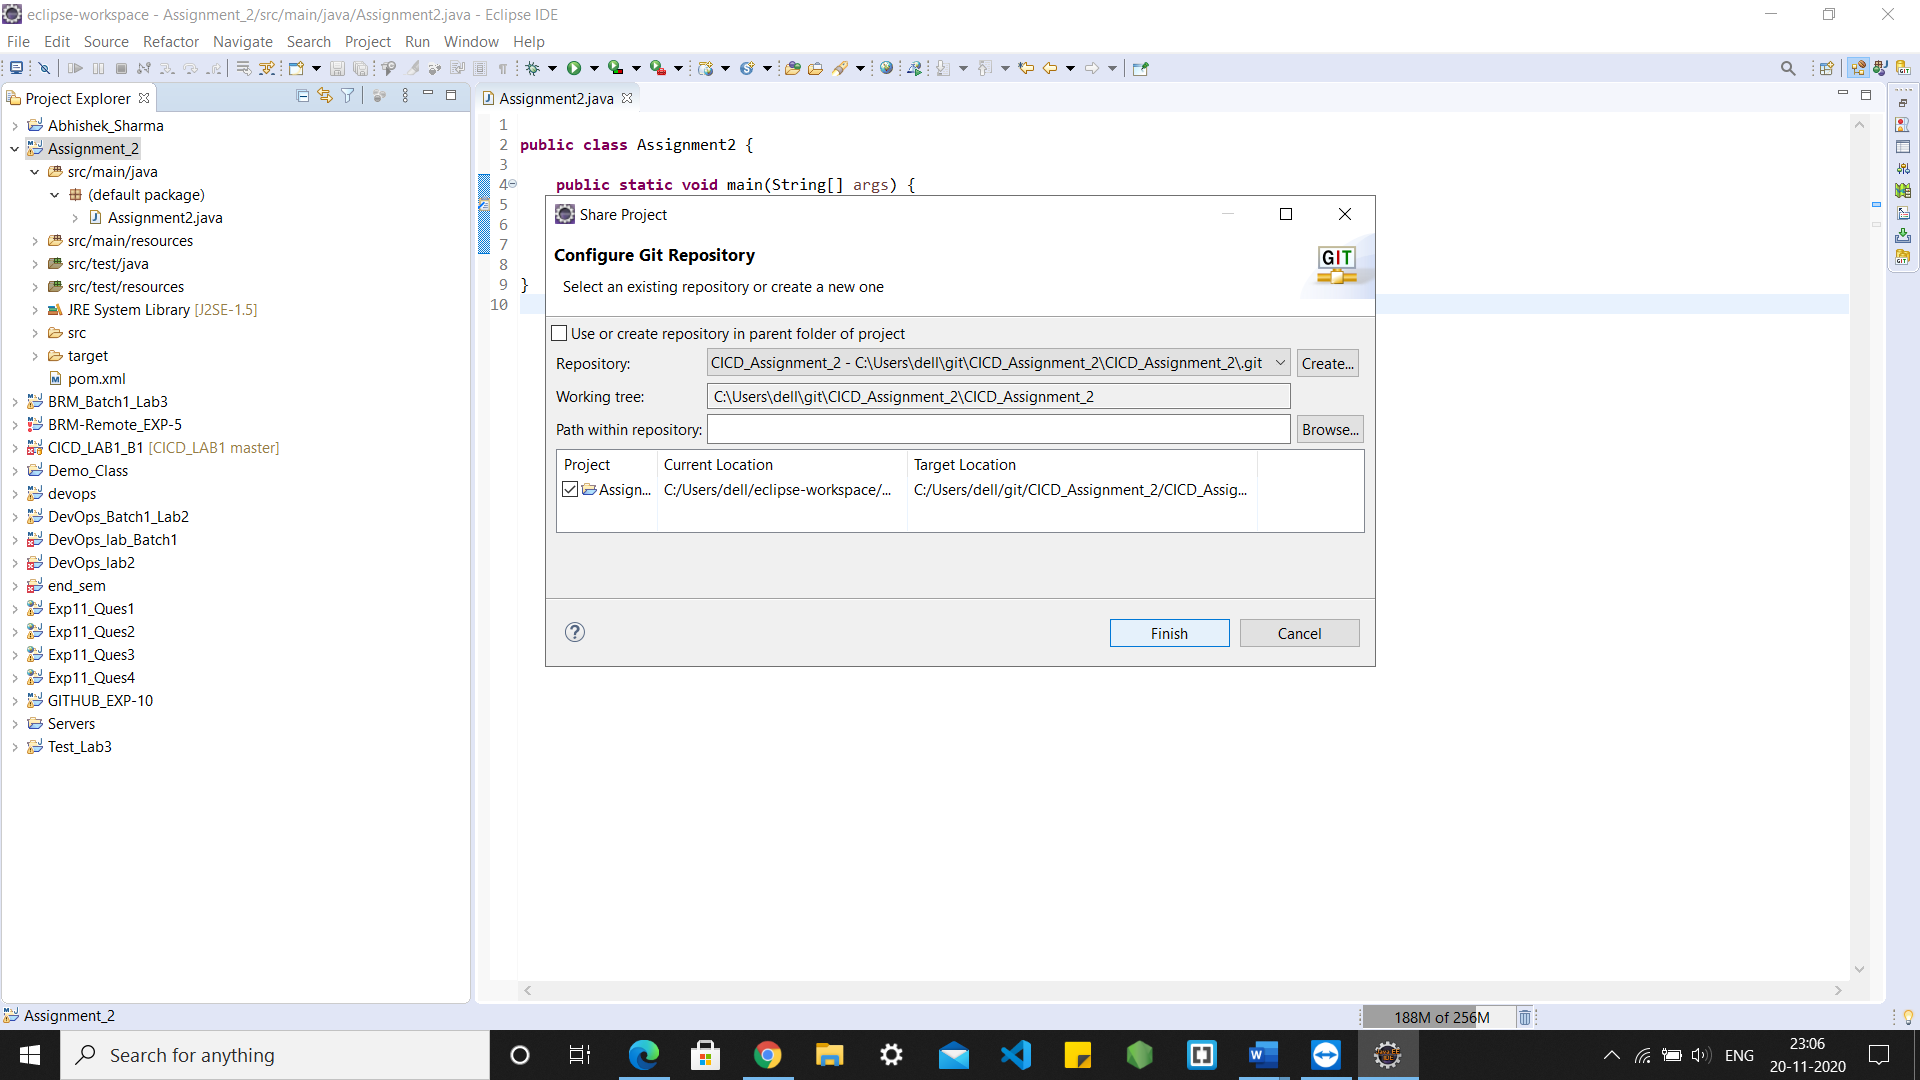 eclipse-workspace - Assignment_2/src/main/java/Assignment2.java - Eclipse IDE
File Edit Source Refactor Navigate Search Project Run Window Help
Project Explorer
Abhishek_Sharma
Assignment_2
src/main/java
(default package)
Assignment2.java
src/main/resources
src/test/java
src/test/resources
JRE System Library [J2SE-1.5]
src
target
pom.xml
BRM_Batch1_Lab3
BRM-Remote_EXP-5
CICD_LAB1_B1 [CICD_LAB1 master]
Demo_Class
devops
DevOps_Batch1_Lab2
DevOps_lab_Batch1
DevOps_lab2
end_sem
Exp11_Ques1
Exp11_Ques2
Exp11_Ques3
Exp11_Ques4
GITHUB_EXP-10
Servers
Test_Lab3
Assignment2.java
1
2 public class Assignment2 {
3
4 public static void main(String[] args) {
5
6
7
8
9 }
10
Share Project
Configure Git Repository
GIT
Select an existing repository or create a new one
Use or create repository in parent folder of project
Repository: CICD_Assignment_2 - C:\Users\dell\git\CICD_Assignment_2\CICD_Assignment_2\.git Create...
Working tree: C:\Users\dell\git\CICD_Assignment_2\CICD_Assignment_2
Path within repository: Browse...
Project Current Location Target Location
Assign... C:/Users/dell/eclipse-workspace/... C:/Users/dell/git/CICD_Assignment_2/CICD_Assig...
Finish Cancel
Assignment_2
188M of 256M
Search for anything
ENG
23:06
20-11-2020